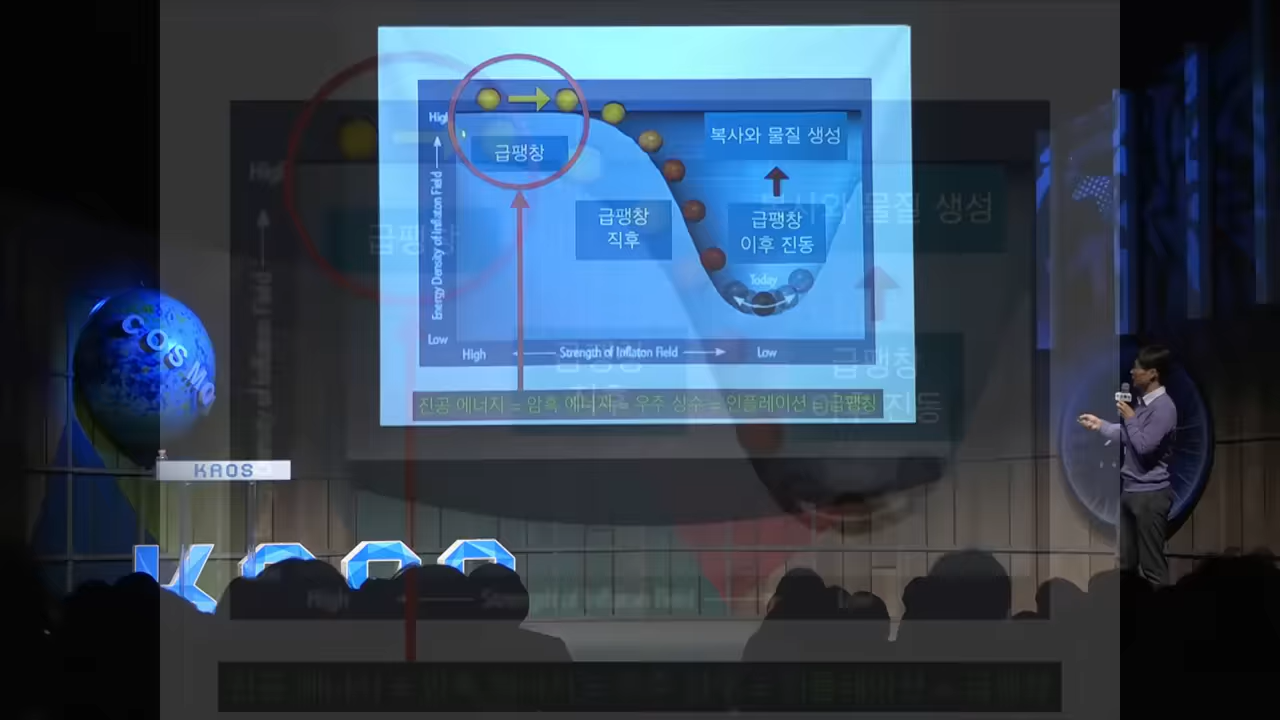 High
급팽창
복사와 물질 생성
급팽창
직후
급팽창
이후 진동
Energy Density of Inflaton Field
Today
Low
High
Strength of Inflaton Field
Low
진공 에너지 = 암흑 에너지 = 우주 상수 = 인플레이션 = 급팽창
COSMO
KAOS
KAOS